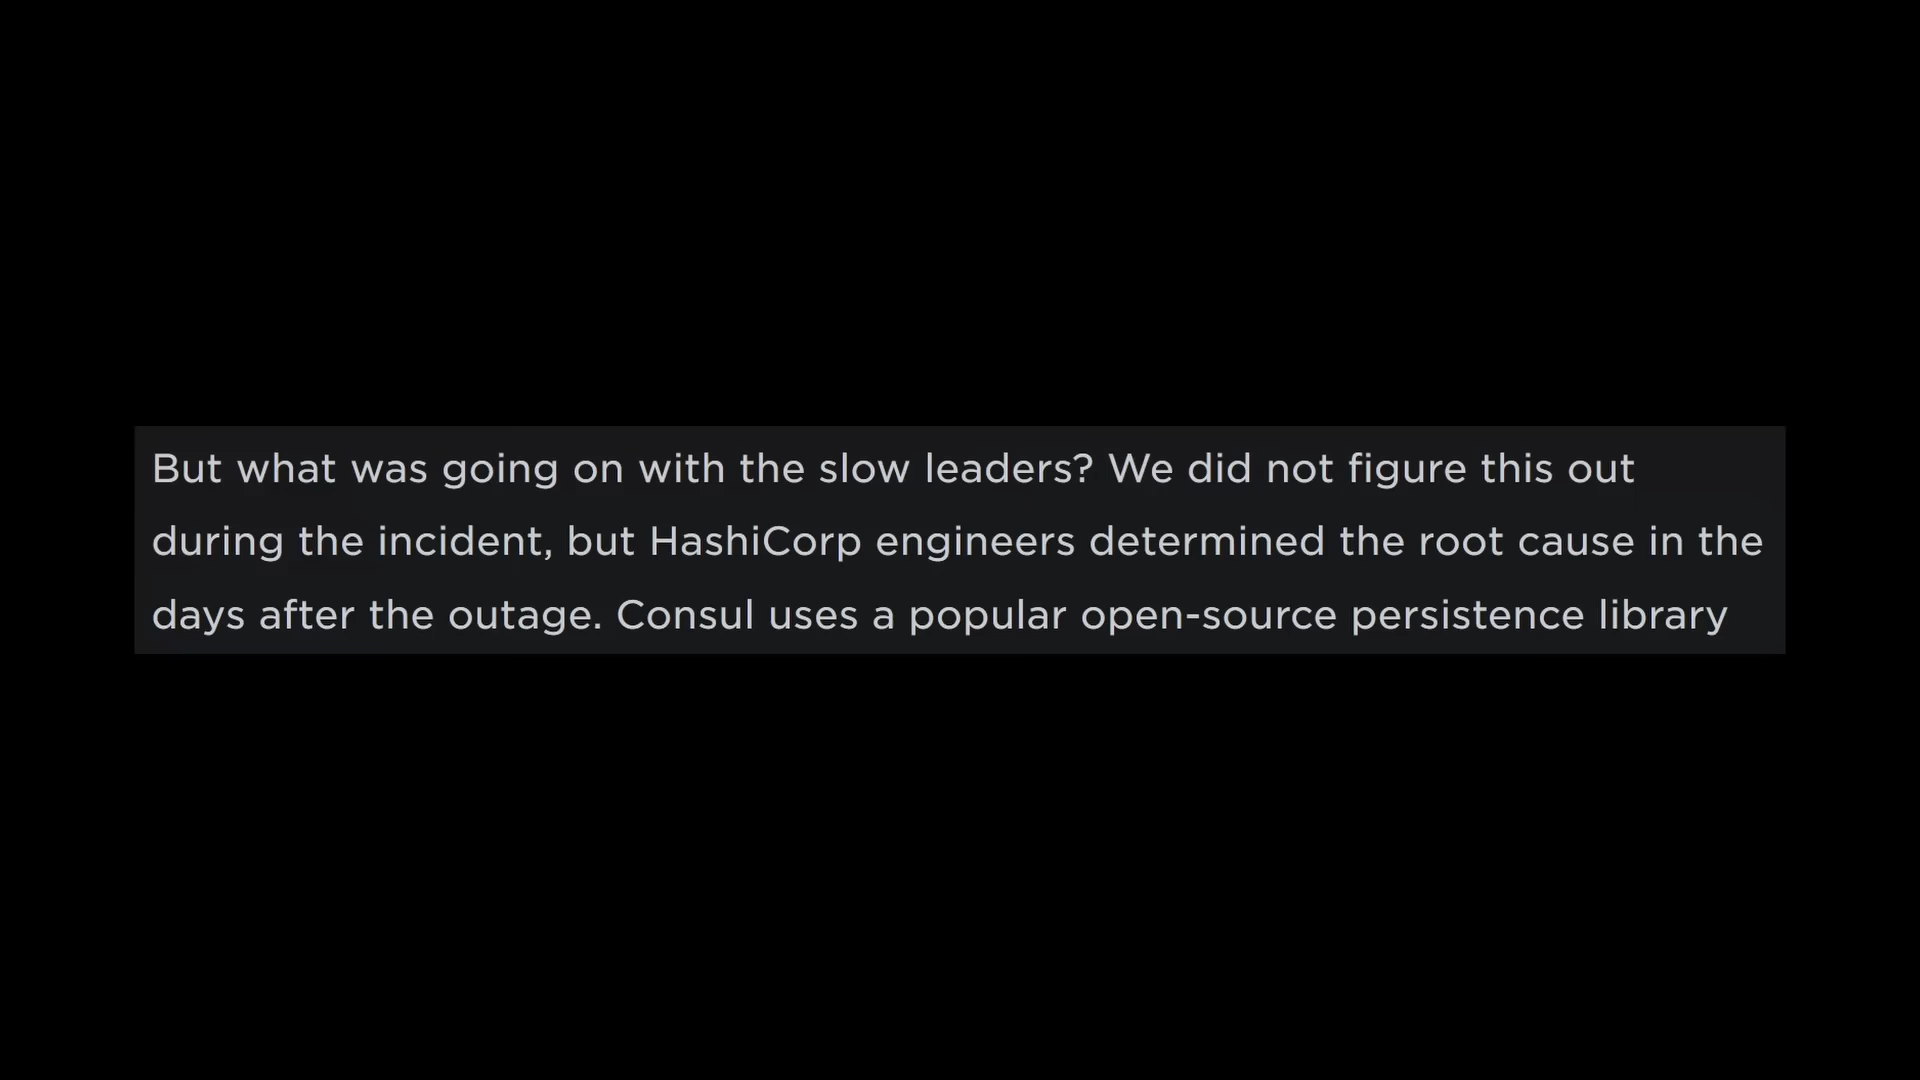 But what was going on with the slow leaders? We did not figure this out
during the incident, but HashiCorp engineers determined the root cause in the
days after the outage. Consul uses a popular open-source persistence library